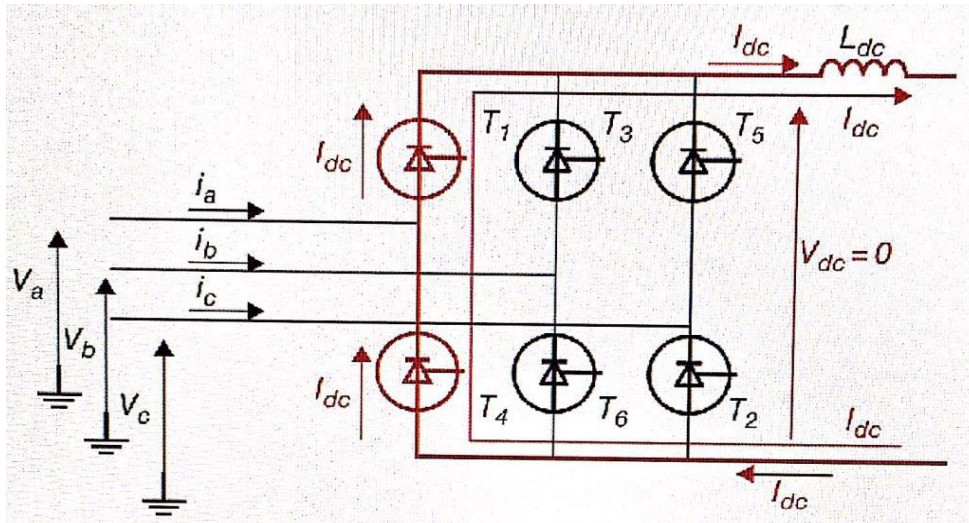 I_dc L_dc
I_dc
T_1 T_3 T_5
I_dc
i_a
i_b
V_dc = 0
i_c
V_a
V_b
V_c
I_dc
T_4 T_6 T_2
I_dc
I_dc